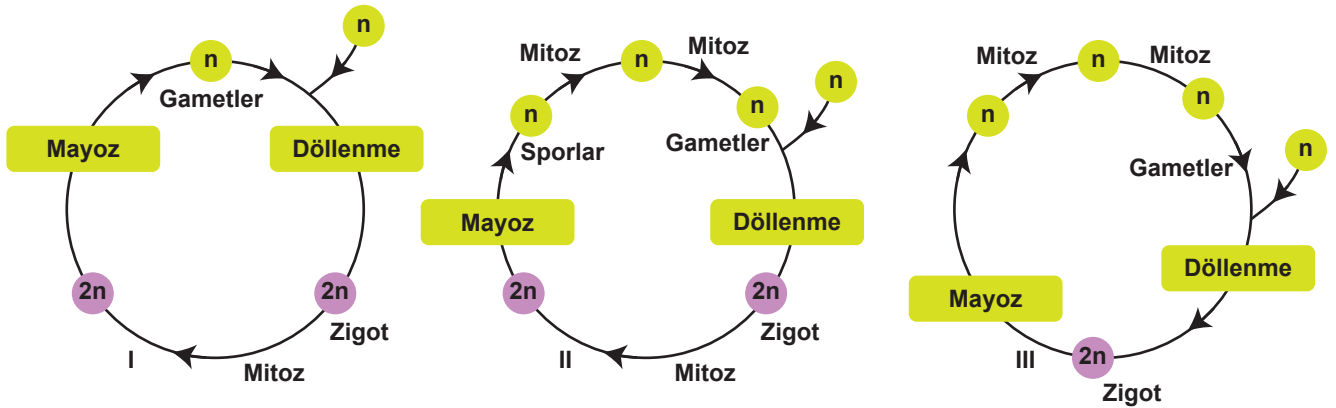 n
n
Gametler
Mayoz
Döllenme
2n
2n
Zigot
I
Mitoz
Mitoz
n
Mitoz
n
n
n
Sporlar
Gametler
Mayoz
Döllenme
2n
2n
Zigot
II
Mitoz
Mitoz
n
Mitoz
n
n
n
Gametler
Döllenme
Mayoz
III
2n
Zigot